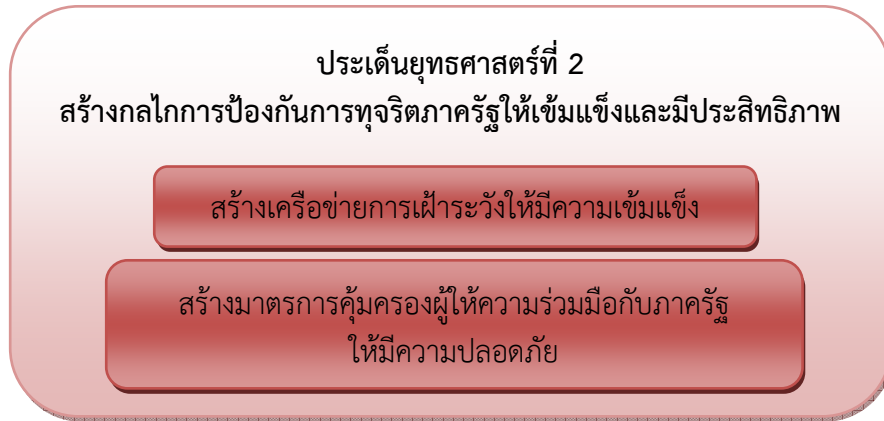 ประเด็นยุทธศาสตร์ที่ 2
สร้างกลไกการป้องกันการทุจริตภาครัฐให้เข้มแข็งและมีประสิทธิภาพ
สร้างเครือข่ายการเฝ้าระวังให้มีความเข้มแข็ง
สร้างมาตรการคุ้มครองผู้ให้ความร่วมมือกับภาครัฐ
ให้มีความปลอดภัย